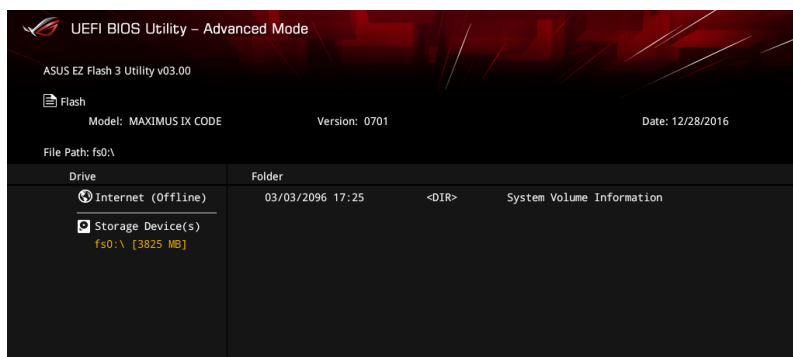 UEFI BIOS Utility – Advanced Mode
ASUS EZ Flash 3 Utility v03.00
Flash
Model: MAXIMUS IX CODE Version: 0701 Date: 12/28/2016
File Path: fs0:\
Drive Folder
Internet (Offline) 03/03/2096 17:25 <DIR> System Volume Information
Storage Device(s)
fs0:\ [3825 MB]